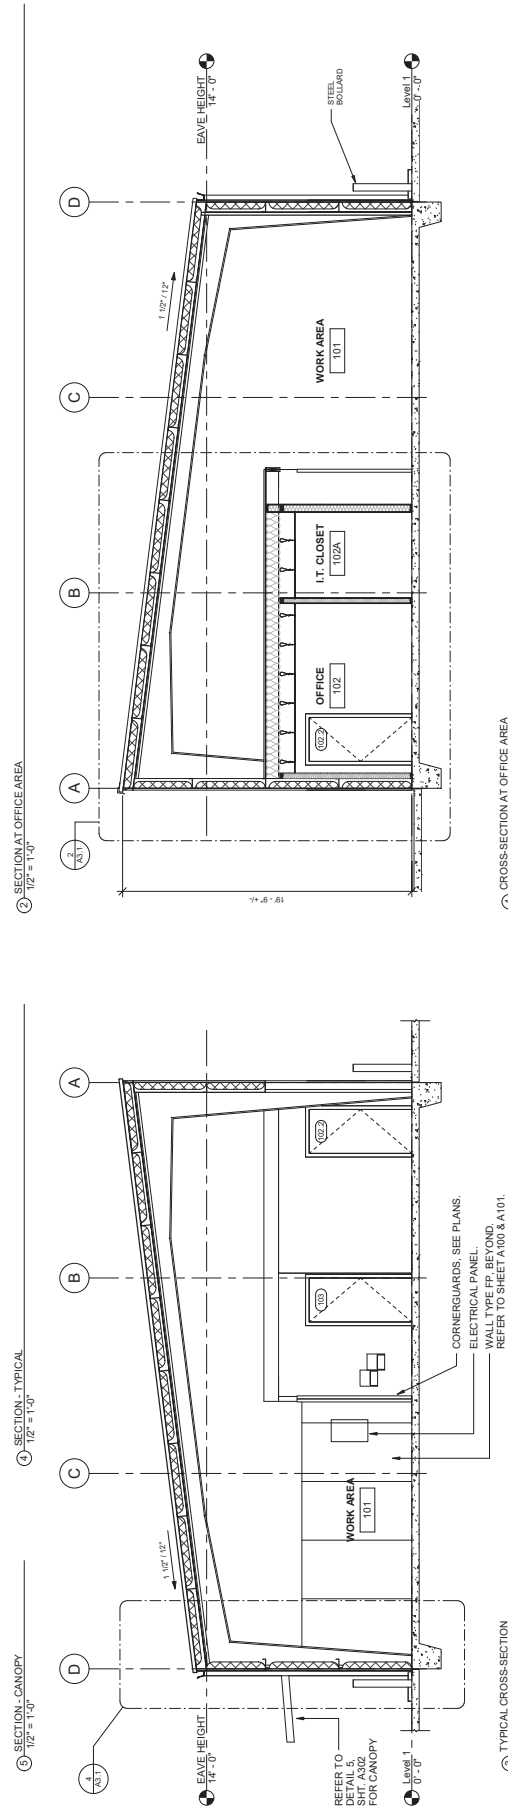 2 SECTION AT OFFICE AREA
1/2" = 1'-0"
4 SECTION - TYPICAL
1/2" = 1'-0"
5 SECTION - CANOPY
1/2" = 1'-0"
A
B
C
D
2
A3.1
1 1/2" / 12"
EAVE HEIGHT
14' - 0"
19' - 9" +/-
OFFICE
102
102.2
I.T. CLOSET
102A
WORK AREA
101
STEEL
BOLLARD
Level 1
0' - 0"
CROSS-SECTION AT OFFICE AREA
D
C
B
A
4
A3.1
1 1/2" / 12"
EAVE HEIGHT
14' - 0"
REFER TO
DETAIL 5,
SHT. A302
FOR CANOPY
WORK AREA
101
103
102.2
Level 1
0' - 0"
CORNERGUARDS, SEE PLANS.
ELECTRICAL PANEL.
WALL TYPE FP, BEYOND.
REFER TO SHEET A100 & A101.
TYPICAL CROSS-SECTION